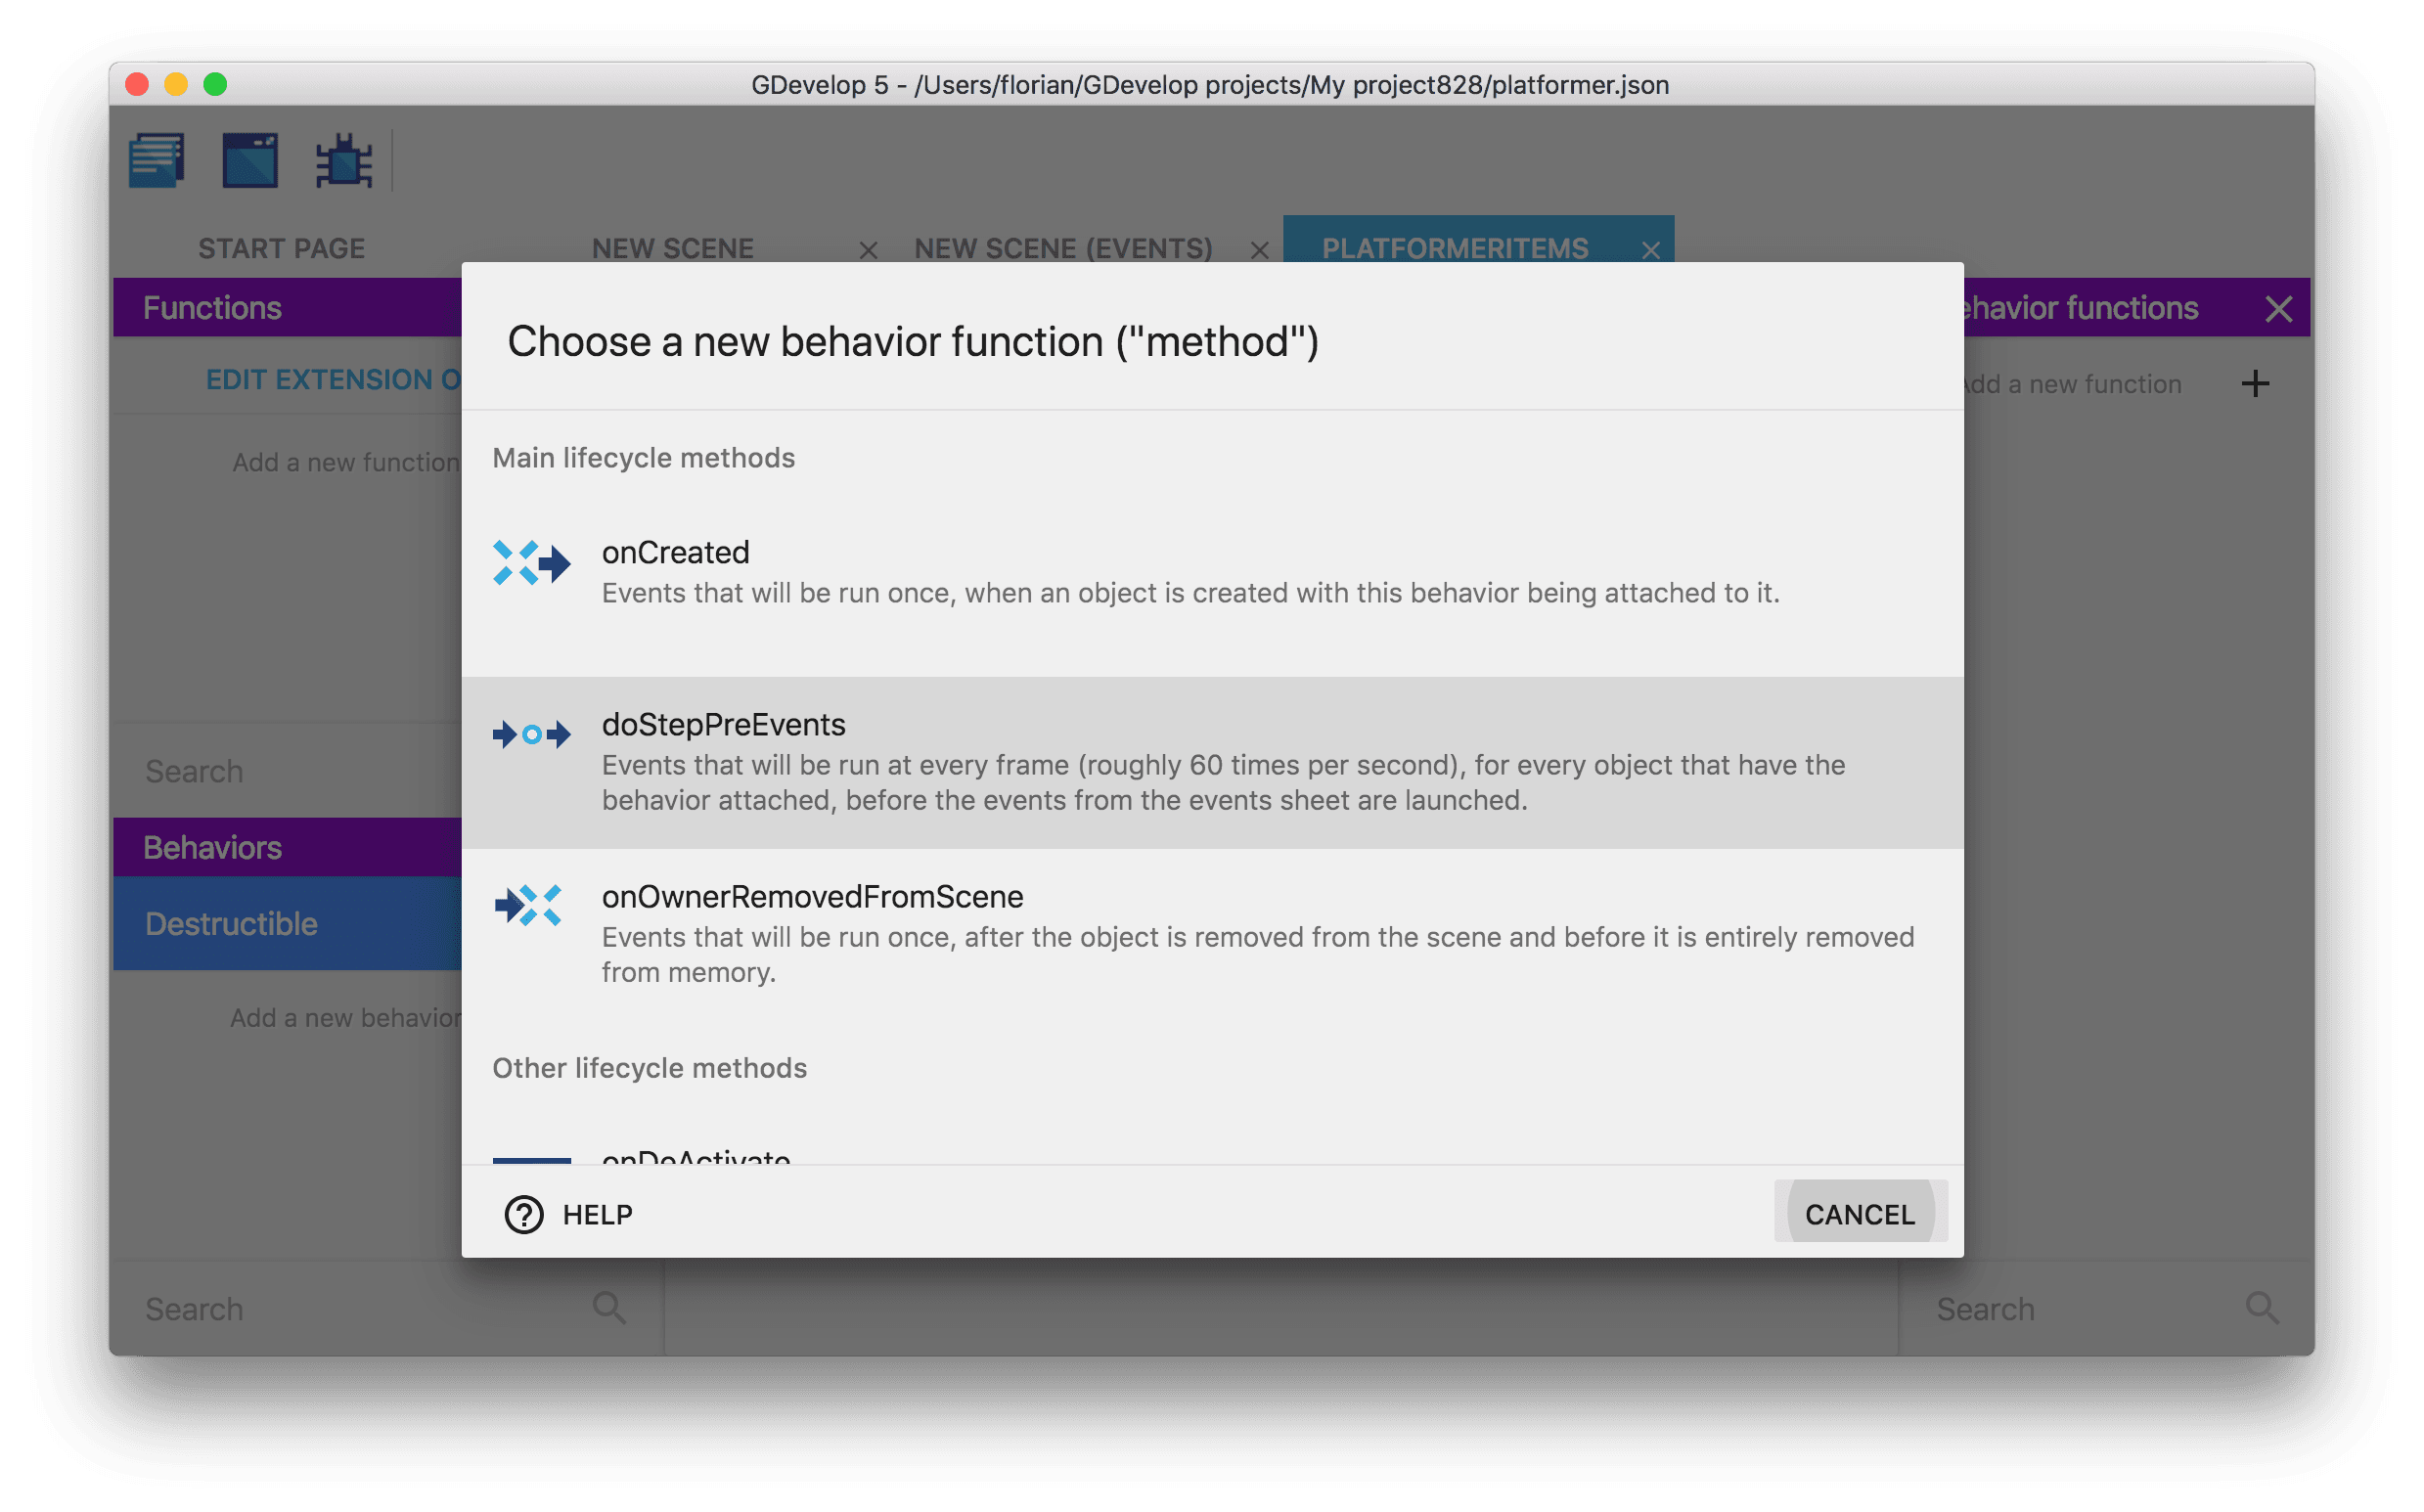 GDevelop 5 - /Users/florian/GDevelop projects/My project828/platformer.json
START PAGE
NEW SCENE
NEW SCENE (EVENTS)
PLATFORMERITEMS
Functions
ehavior functions
EDIT EXTENSION O
Add a new function
Add a new function
Search
Behaviors
Destructible
Add a new behavior
Search
Search
Choose a new behavior function ("method")
Main lifecycle methods
onCreated
Events that will be run once, when an object is created with this behavior being attached to it.
doStepPreEvents
Events that will be run at every frame (roughly 60 times per second), for every object that have the
behavior attached, before the events from the events sheet are launched.
onOwnerRemovedFromScene
Events that will be run once, after the object is removed from the scene and before it is entirely removed
from memory.
Other lifecycle methods
onDeActivate
HELP
CANCEL